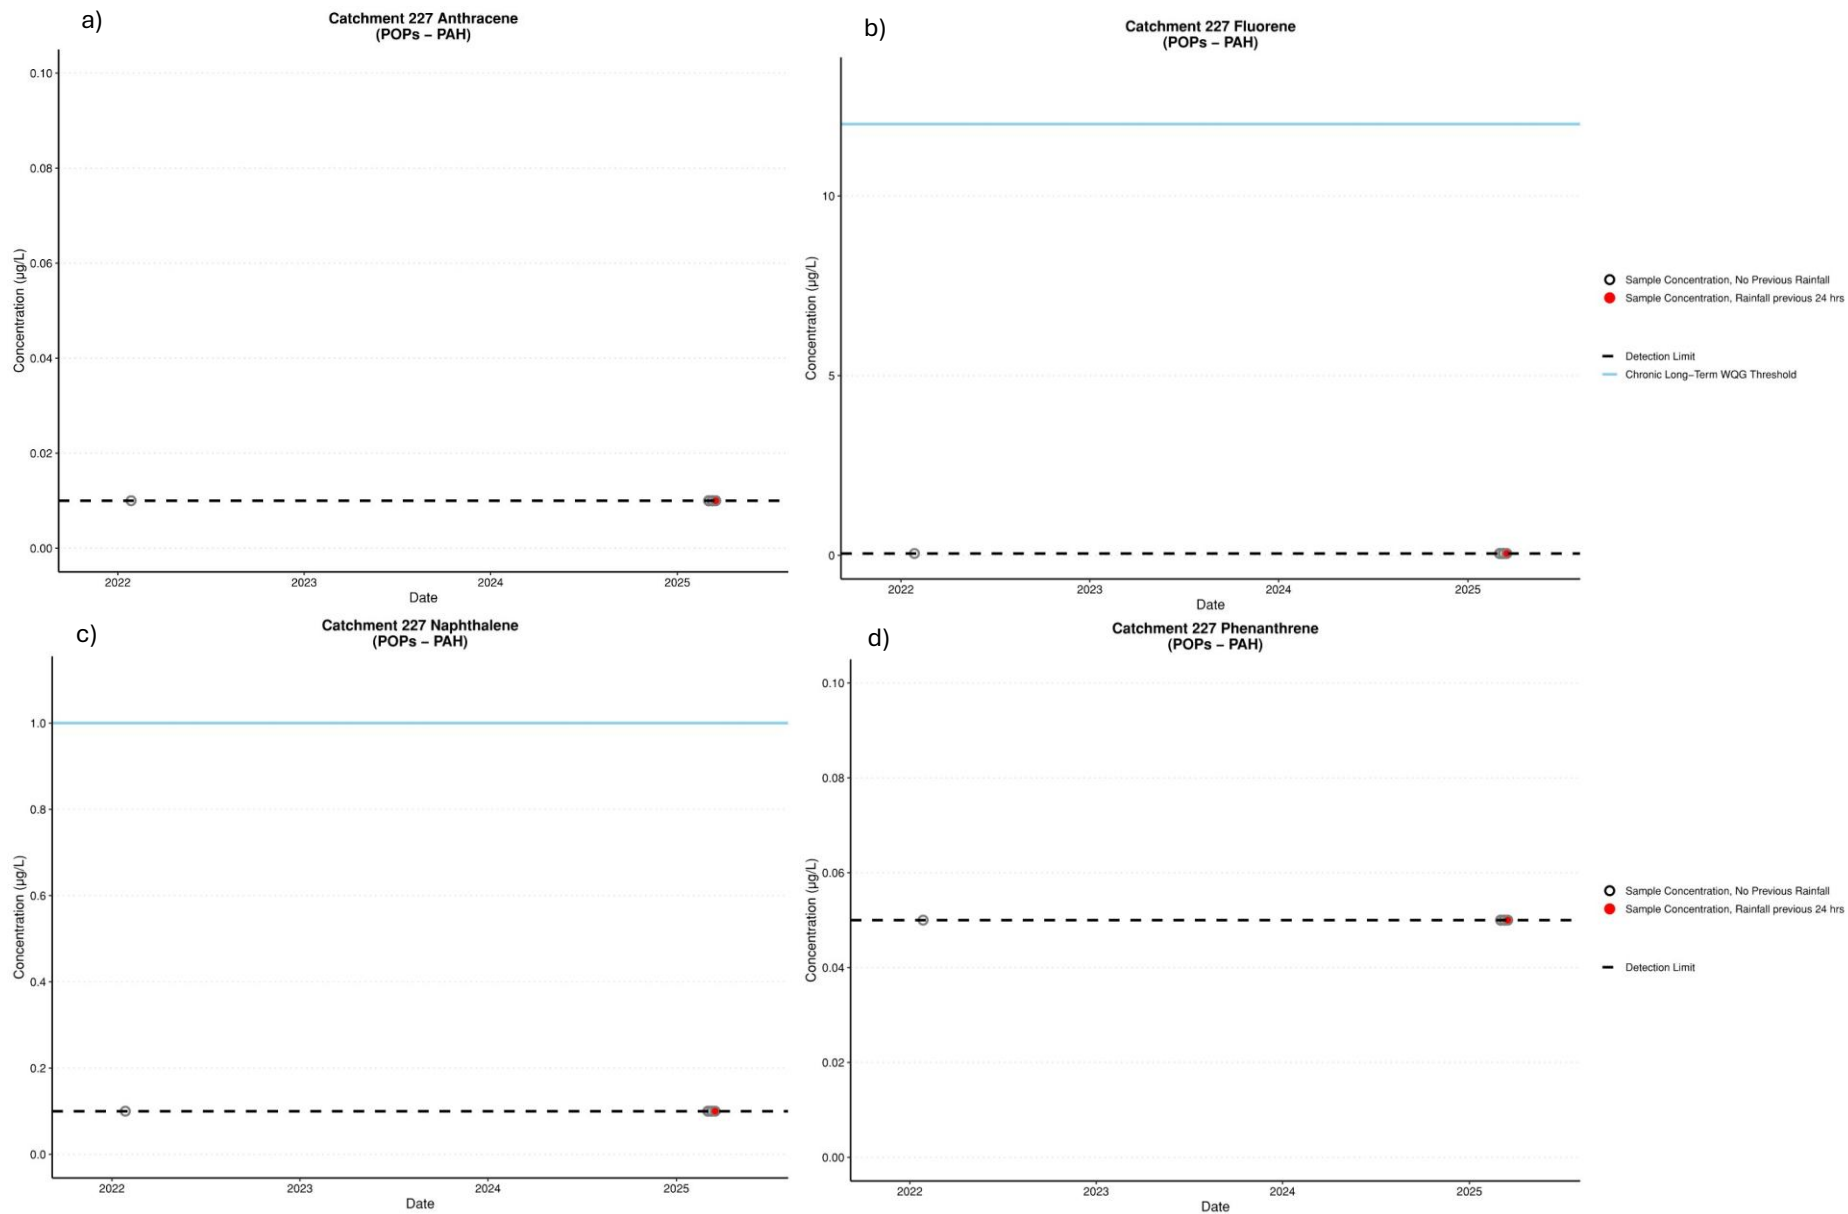 a)
Catchment 227 Anthracene
(POPs – PAH)
Concentration (µg/L)
0.10
0.08
0.06
0.04
0.02
0.00
2022 2023 2024 2025
Date
b)
Catchment 227 Fluorene
(POPs – PAH)
Concentration (µg/L)
10
5
0
2022 2023 2024 2025
Date
Sample Concentration, No Previous Rainfall
Sample Concentration, Rainfall previous 24 hrs
Detection Limit
Chronic Long–Term WQG Threshold
c)
Catchment 227 Naphthalene
(POPs – PAH)
Concentration (µg/L)
1.0
0.8
0.6
0.4
0.2
0.0
2022 2023 2024 2025
Date
d)
Catchment 227 Phenanthrene
(POPs – PAH)
Concentration (µg/L)
0.10
0.08
0.06
0.04
0.02
0.00
2022 2023 2024 2025
Date
Sample Concentration, No Previous Rainfall
Sample Concentration, Rainfall previous 24 hrs
Detection Limit